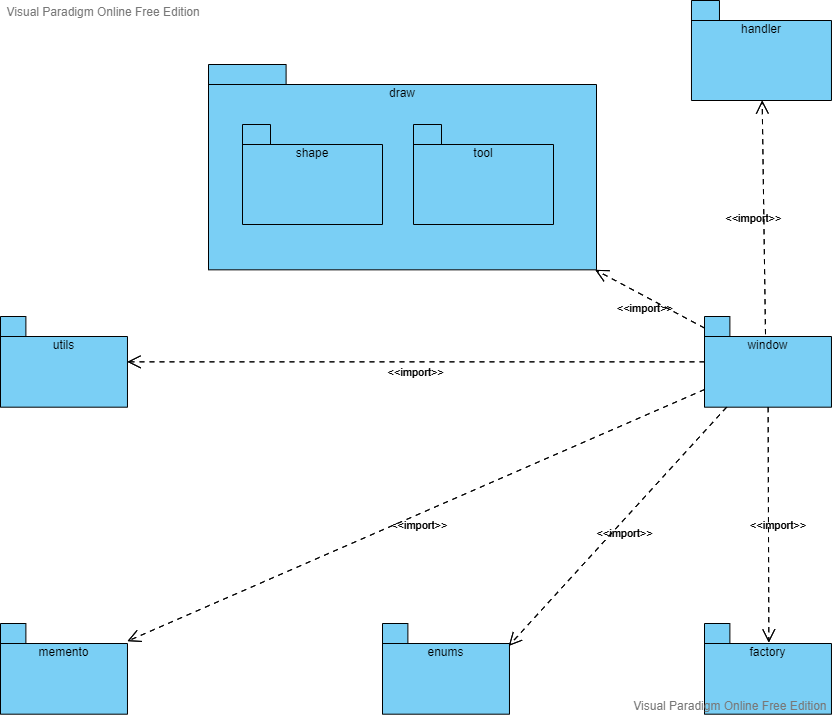 Visual Paradigm Online Free Edition
handler
draw
shape
tool
<<import>>
<<import>>
utils
window
<<import>>
<<import>>
<<import>>
<<import>>
memento
enums
factory
Visual Paradigm Online Free Edition